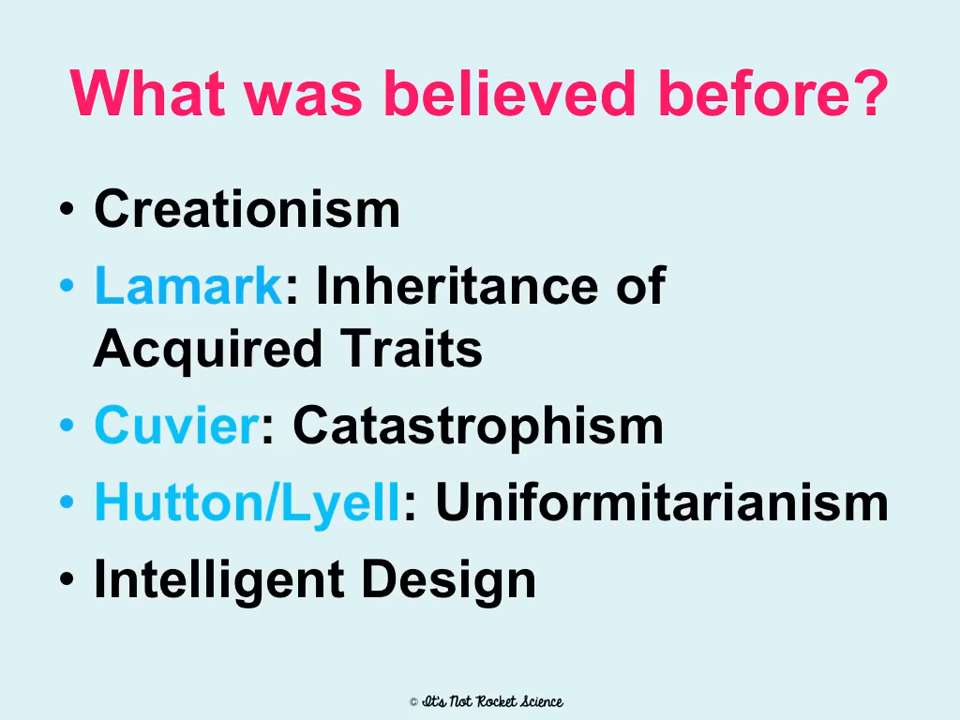 What was believed before?
• Creationism
• Lamark: Inheritance of
Acquired Traits
• Cuvier: Catastrophism
• Hutton/Lyell: Uniformitarianism
• Intelligent Design
© It's Not Rocket Science